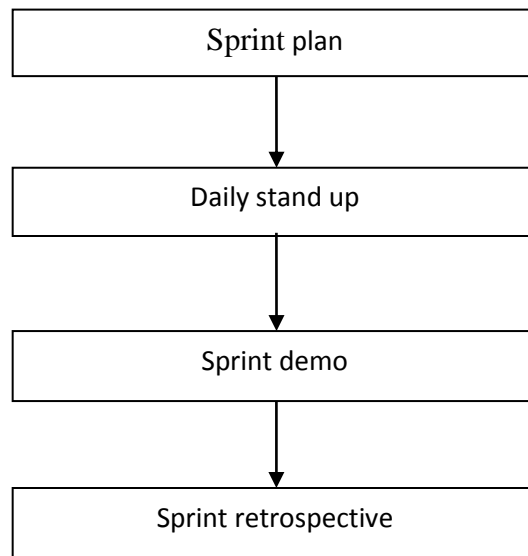 Sprint plan
Daily stand up
Sprint demo
Sprint retrospective